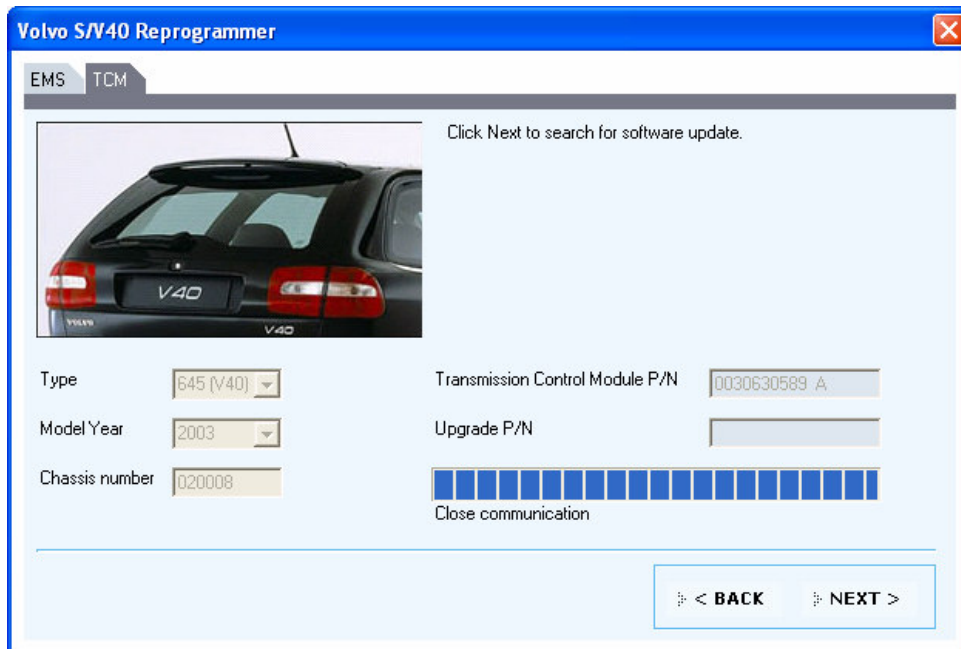 Volvo S/V40 Reprogrammer
EMS
TCM
Click Next to search for software update.
V40
VOLVO
V40
Type
645 (V40)
Transmission Control Module P/N
0030630589 A
Model Year
2003
Upgrade P/N
Chassis number
020008
Close communication
< BACK
NEXT >